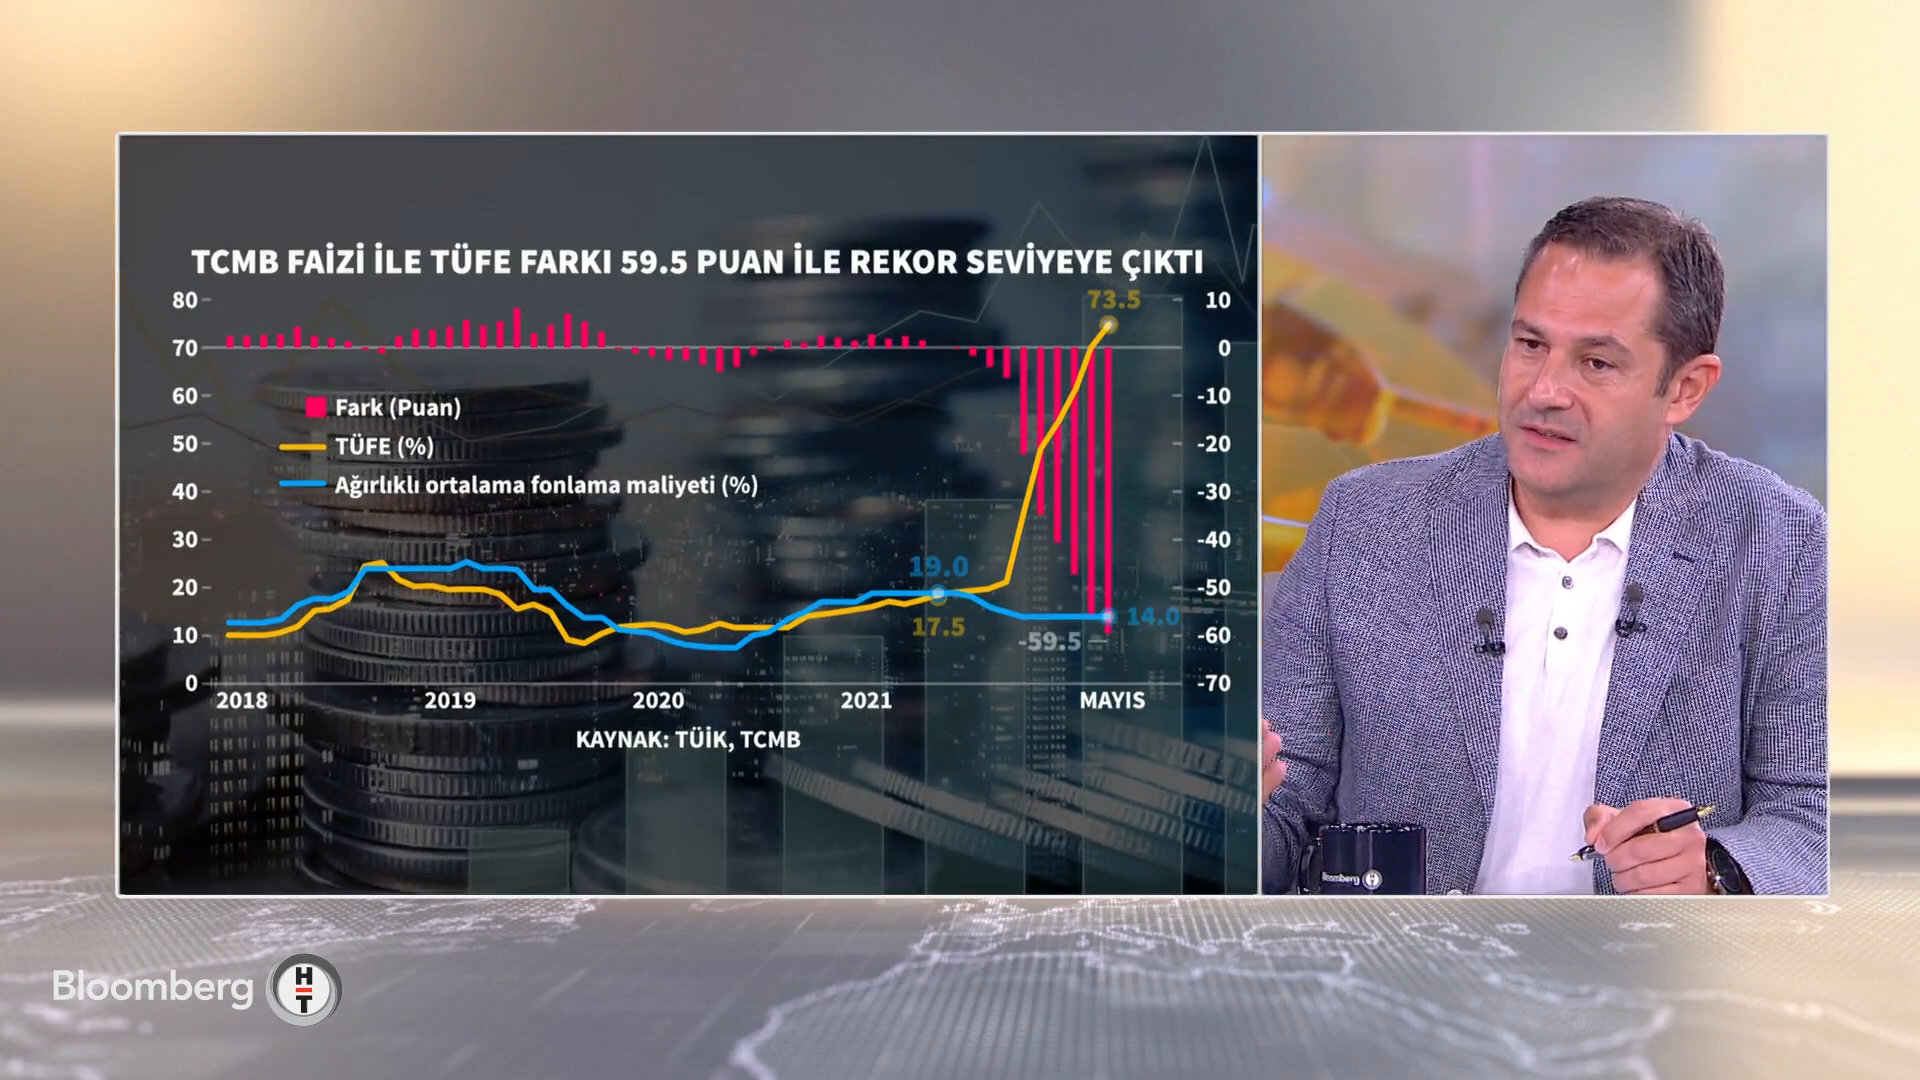 TCMB FAİZİ İLE TÜFE FARKI 59.5 PUAN İLE REKOR SEVİYEYE ÇIKTI
80
70
60
50
40
30
20
10
0
10
0
-10
-20
-30
-40
-50
-60
-70
Fark (Puan)
TÜFE (%)
Ağırlıklı ortalama fonlama maliyeti (%)
73.5
19.0
17.5
14.0
-59.5
2018 2019 2020 2021 MAYIS
KAYNAK: TÜİK, TCMB
Bloomberg HT
Bloomberg HT